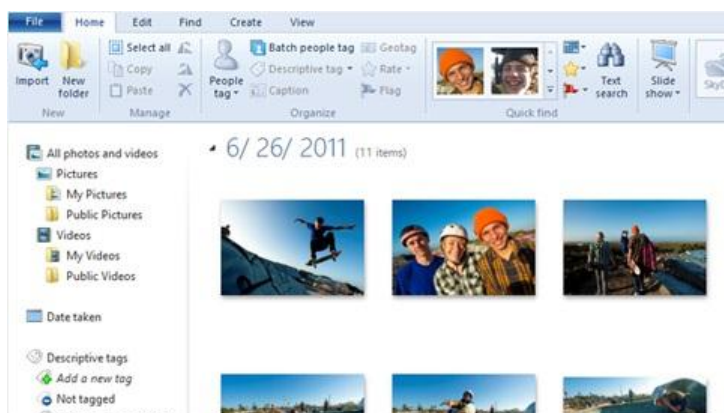 File Home Edit Find Create View
Select all
Batch people tag Geotag
Copy
Descriptive tag Rate
Import New folder
Paste
People tag
Caption Flag
Text search
Slide show
New Manage Organize Quick find
6/ 26/ 2011 (11 items)
All photos and videos
Pictures
My Pictures
Public Pictures
Videos
My Videos
Public Videos
Date taken
Descriptive tags
Add a new tag
Not tagged